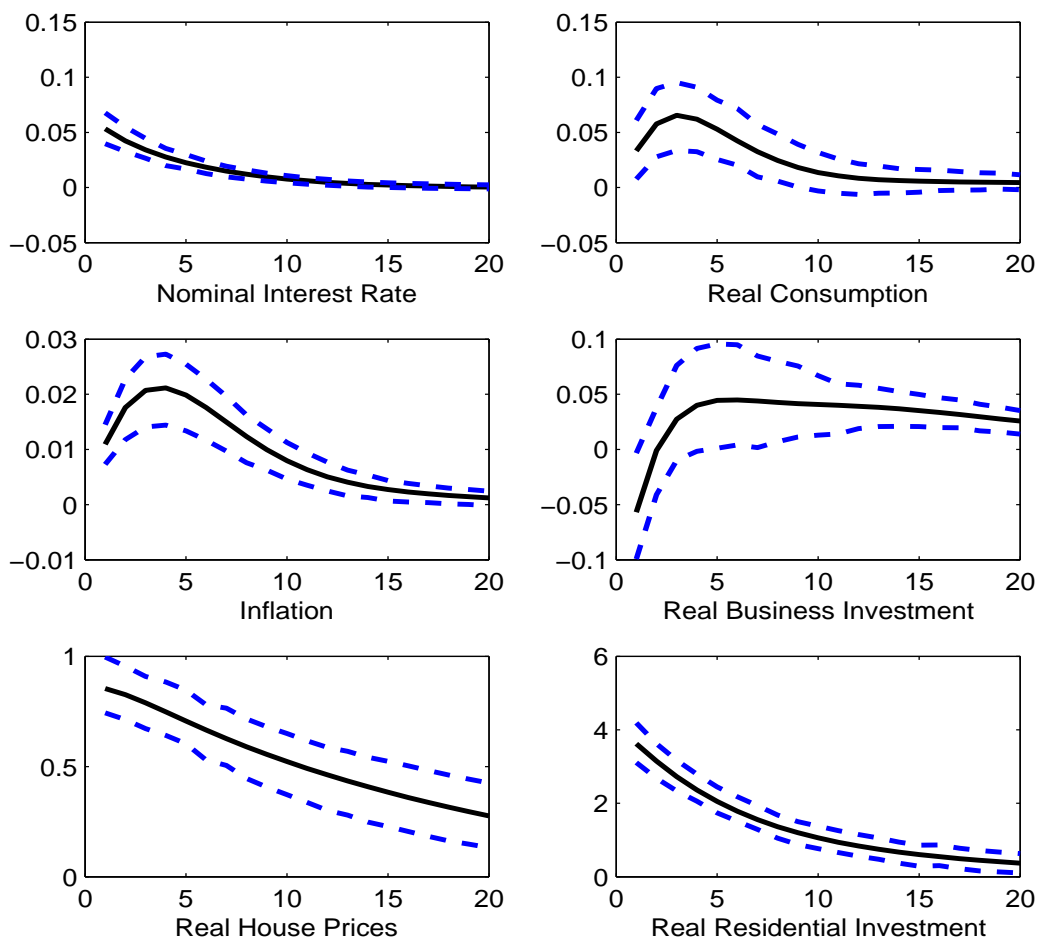 0.15
0.1
0.05
0
−0.05
0 5 10 15 20
Nominal Interest Rate
0.15
0.1
0.05
0
−0.05
0 5 10 15 20
Real Consumption
0.03
0.02
0.01
0
−0.01
0 5 10 15 20
Inflation
0.1
0.05
0
−0.05
−0.1
0 5 10 15 20
Real Business Investment
1
0.5
0
0 5 10 15 20
Real House Prices
6
4
2
0
0 5 10 15 20
Real Residential Investment